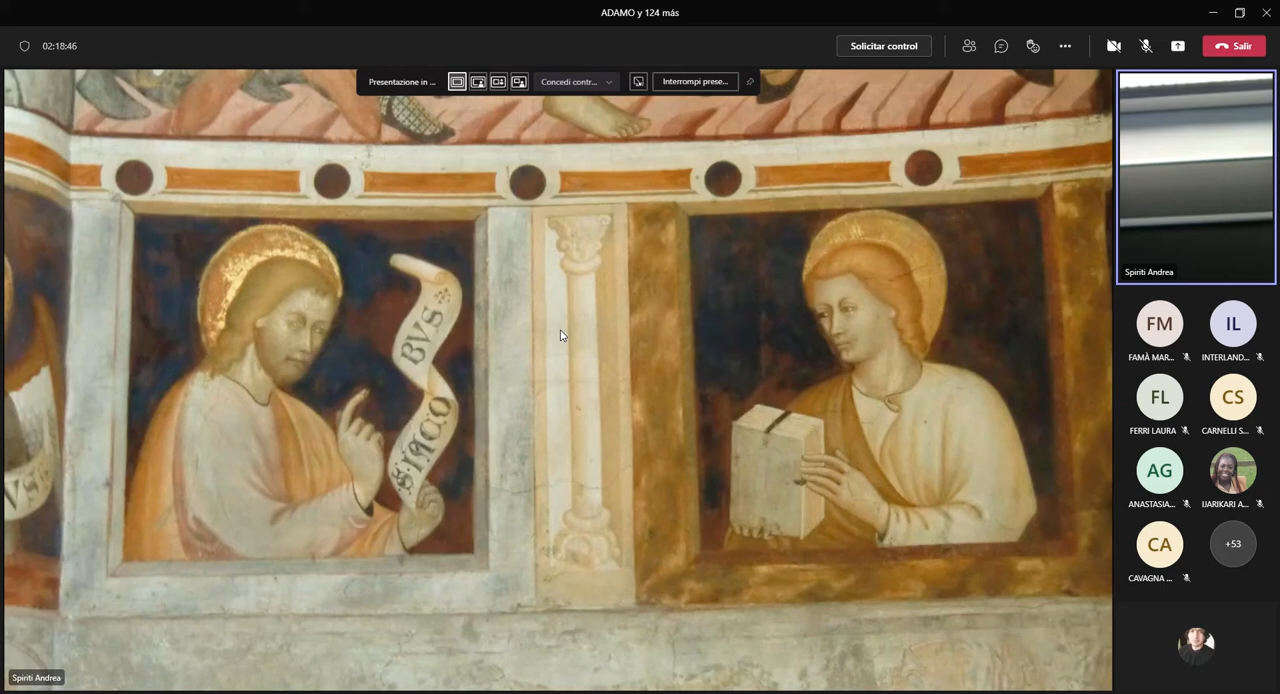 ADAMO y 124 más
02:18:46
Solicitar control
Salir
Presentazione in ...
Concedi contr...
Interrompi prese...
BVS
S. IACO
Spiriti Andrea
FM
IL
FAMÀ MAR...
INTERLAND...
FL
CS
FERRI LAURA
CARNELLI S...
AG
ANASTASIA...
IJARIKARI A...
CA
+53
CAVAGNA ...
Spiriti Andrea